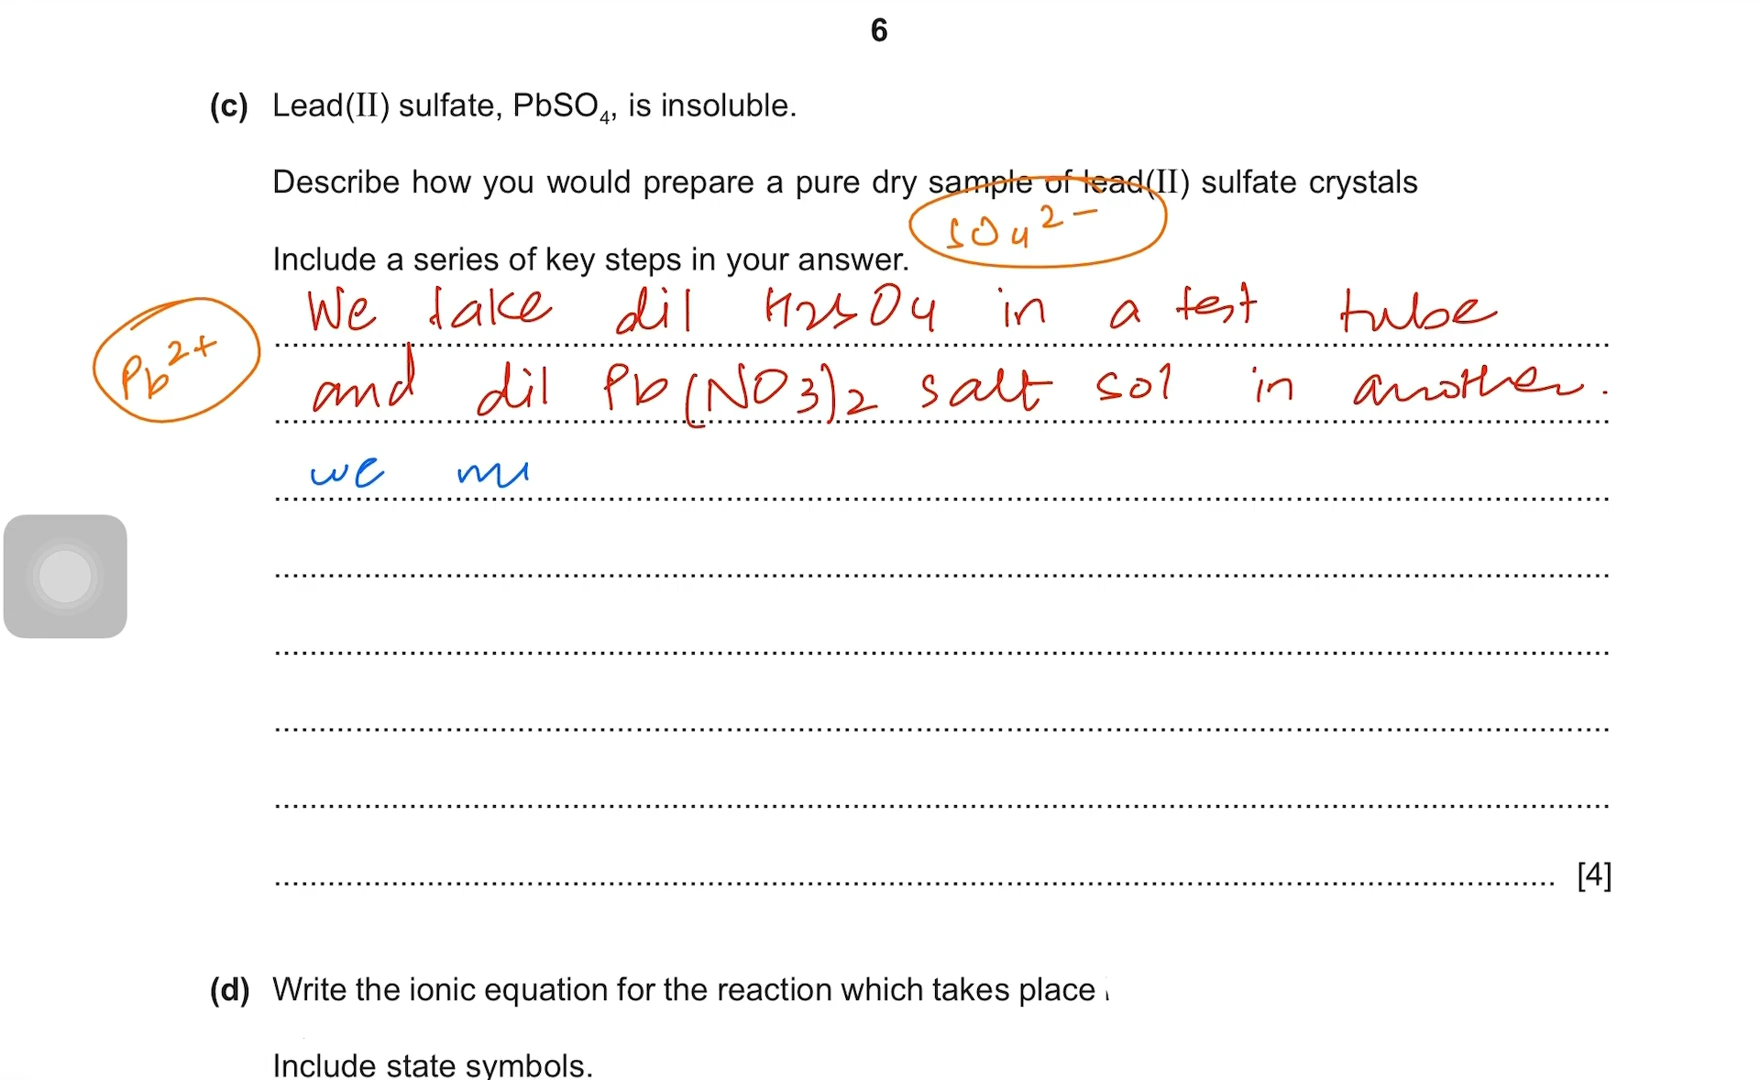 6
(c) Lead(II) sulfate, PbSO₄, is insoluble.
Describe how you would prepare a pure dry sample of lead(II) sulfate crystals
SO4 2−
Include a series of key steps in your answer.
We take dil H2SO4 in a test tube
Pb2+
and dil Pb(NO3)2 salt sol in another.
we
[4]
(d) Write the ionic equation for the reaction which takes place
Include state symbols.